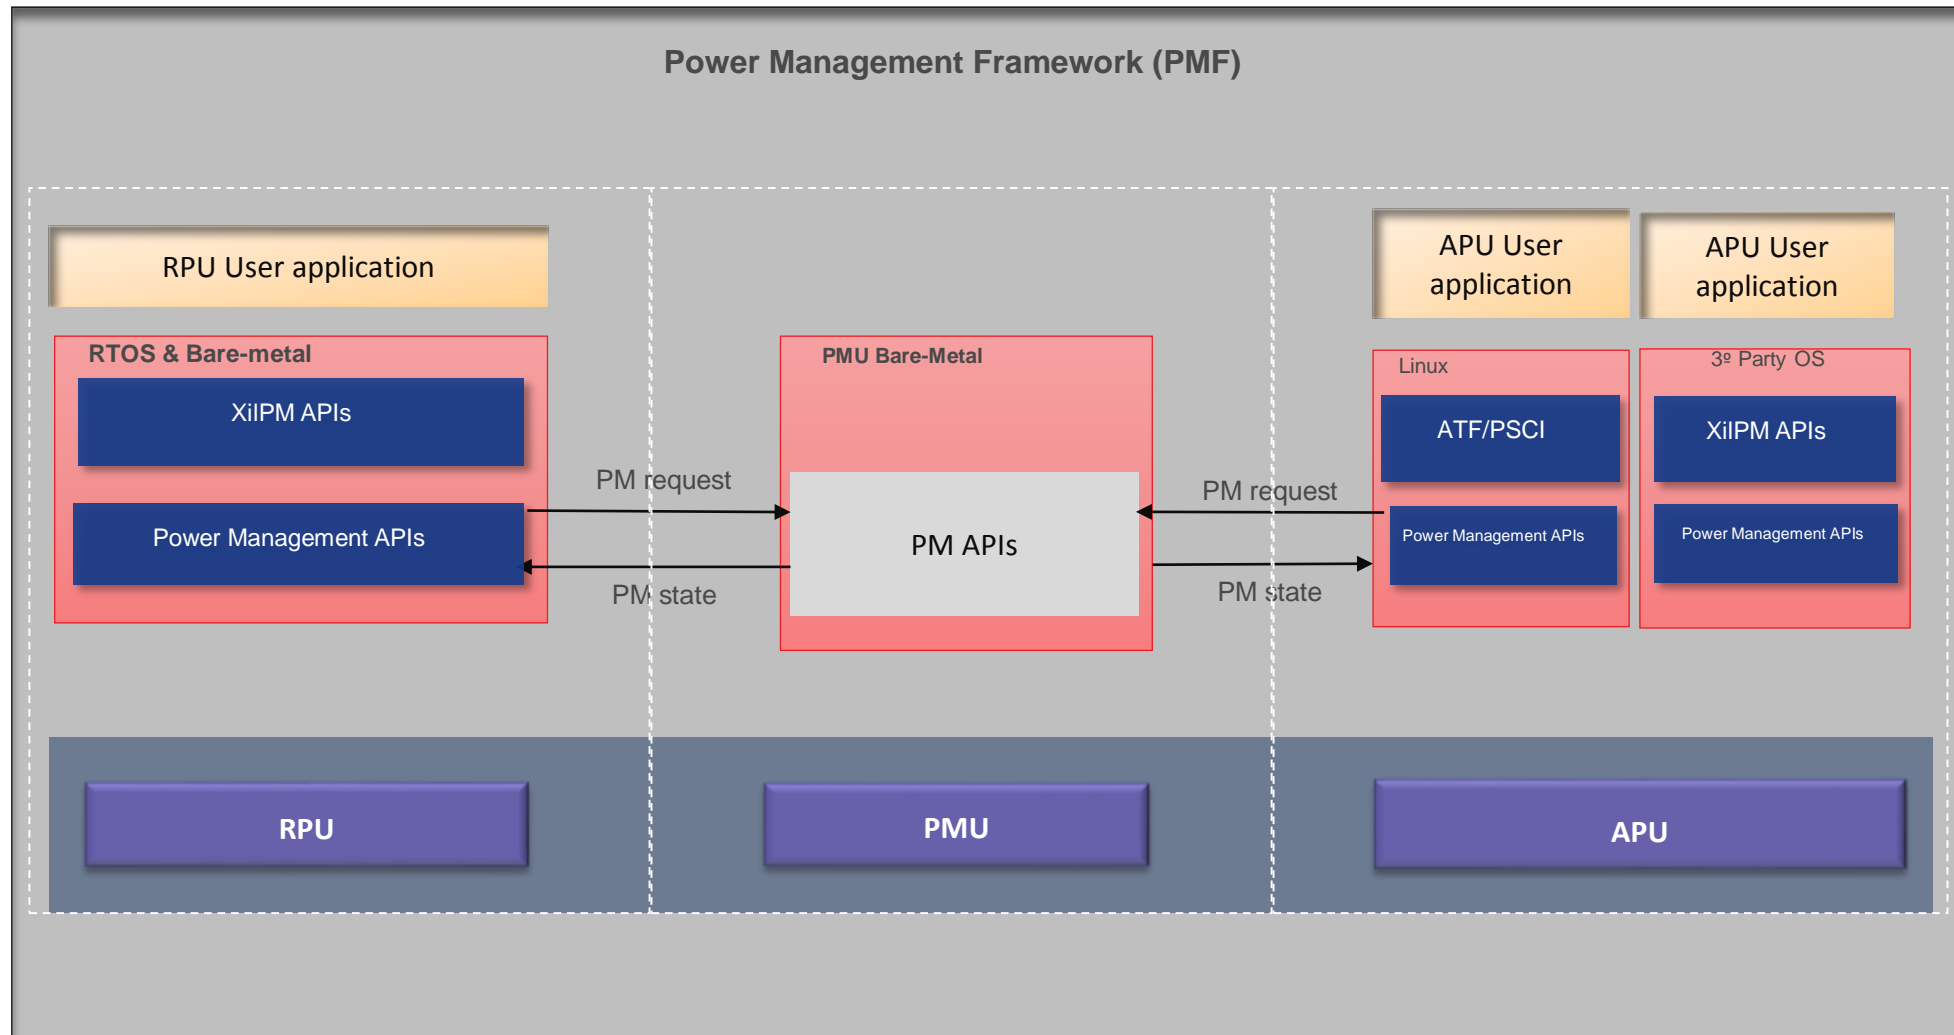 Power Management Framework (PMF)
RPU User application
RTOS & Bare-metal
XilPM APIs
Power Management APIs
PM request
PM state
PMU Bare-Metal
PM APIs
PM request
PM state
APU User
application
Linux
ATF/PSCI
Power Management APIs
APU User
application
3º Party OS
XilPM APIs
Power Management APIs
RPU
PMU
APU